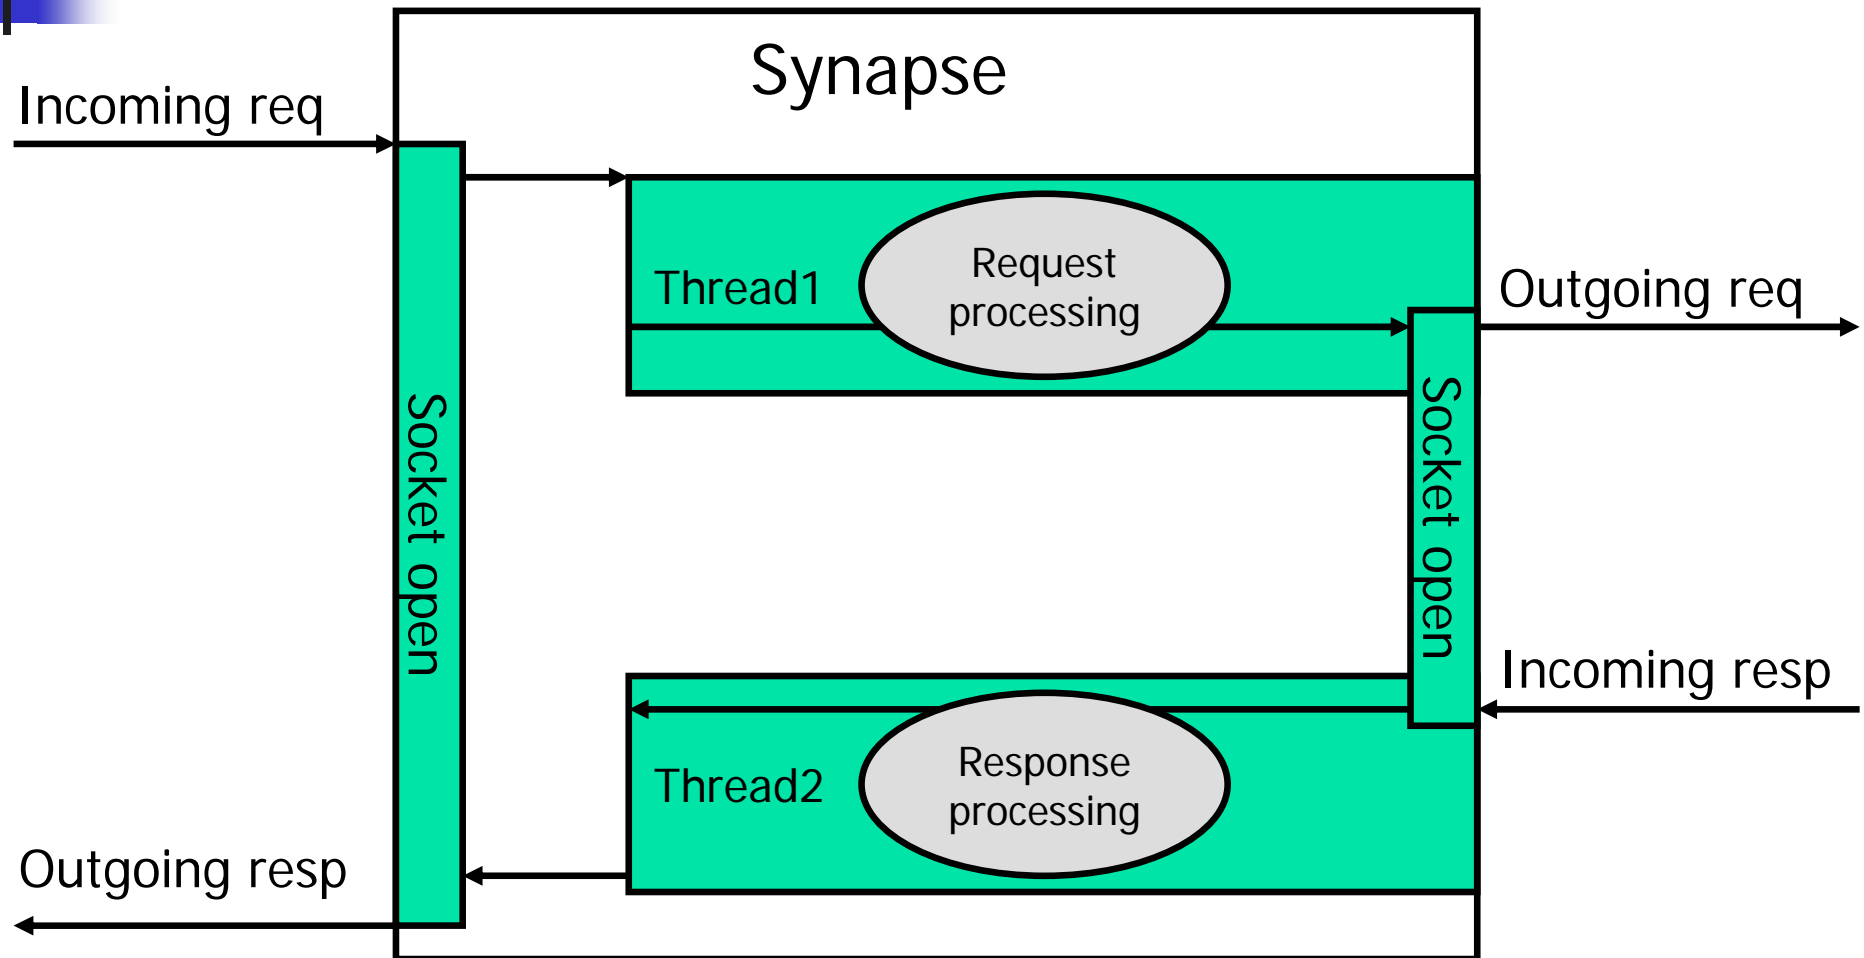 Synapse
Incoming req
Request
processing
Thread1
Outgoing req
Socket open
Socket open
Incoming resp
Response
processing
Thread2
Outgoing resp